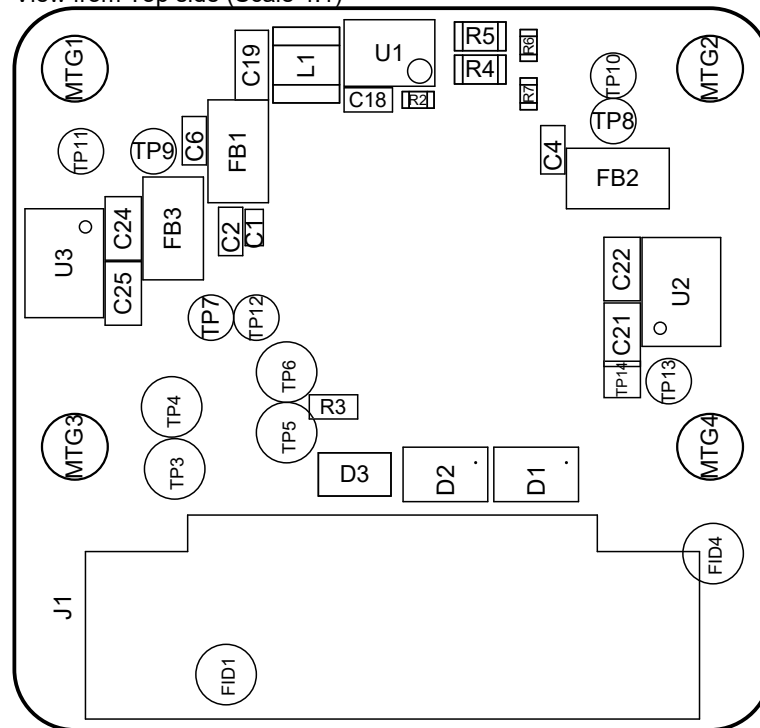 View from Top side (Scale 4:1)
MTG1
C19
L1
U1
R5
R4
R6
MTG2
TP10
C18
R2
R7
TP8
TP11
TP9
C6
FB1
C4
FB2
U3
C24
FB3
C2
C1
C25
C22
U2
TP7
TP12
C21
TP6
TP14
TP13
TP4
R3
TP5
MTG3
MTG4
TP3
D3
D2
D1
FID4
J1
FID1